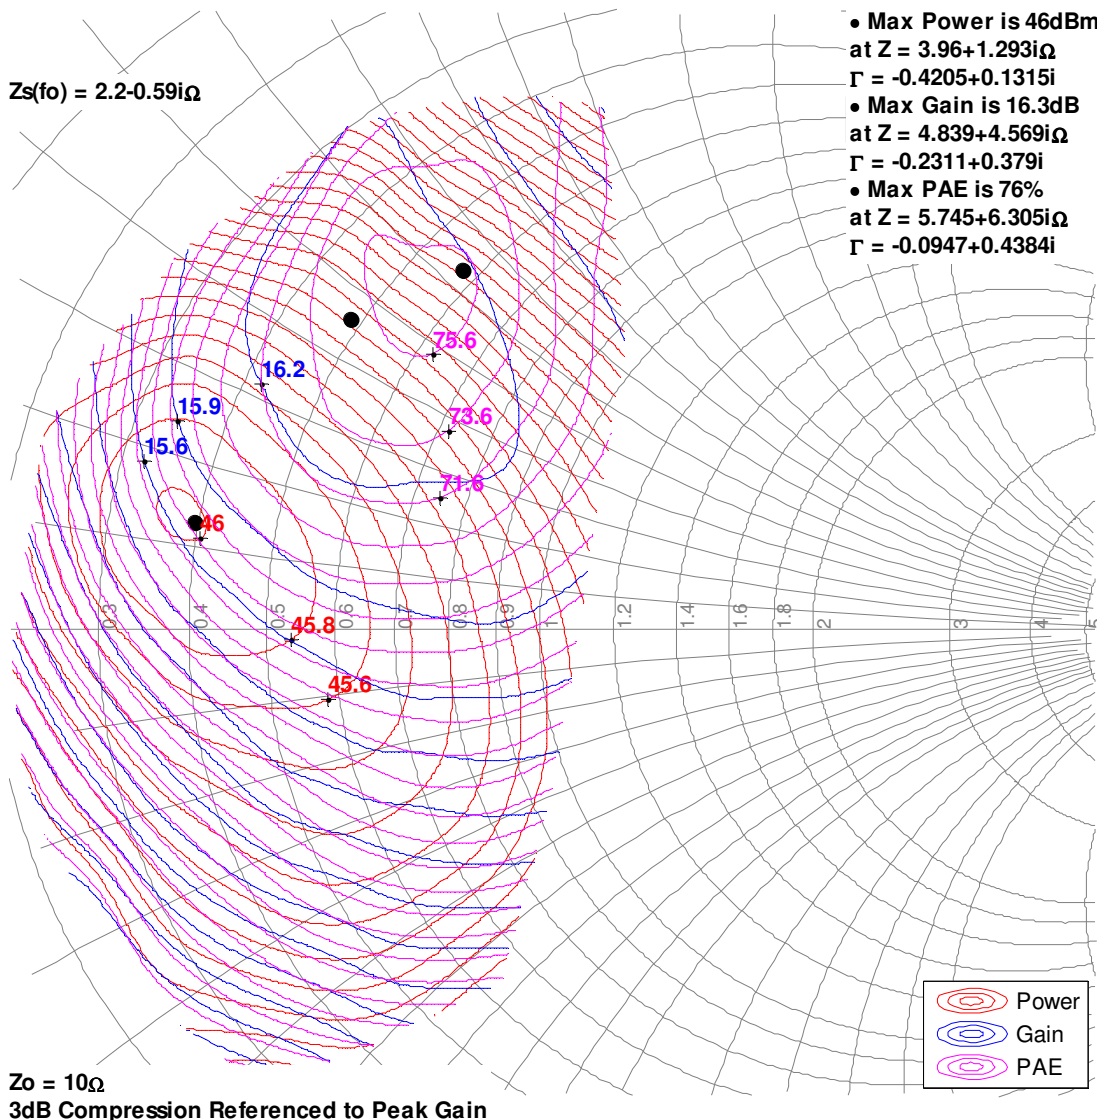 • Max Power is 46dBm
at Z = 3.96+1.293iΩ
Γ = -0.4205+0.1315i
• Max Gain is 16.3dB
at Z = 4.839+4.569iΩ
Γ = -0.2311+0.379i
• Max PAE is 76%
at Z = 5.745+6.305iΩ
Γ = -0.0947+0.4384i
Zs(fo) = 2.2-0.59iΩ
75.6
16.2
15.9
73.6
15.6
71.6
46
0.3
0.4
0.5
0.6
0.7
0.8
0.9
1
1.2
1.4
1.6
1.8
2
3
4
5
45.8
45.6
Power
Gain
PAE
Zo = 10Ω
3dB Compression Referenced to Peak Gain